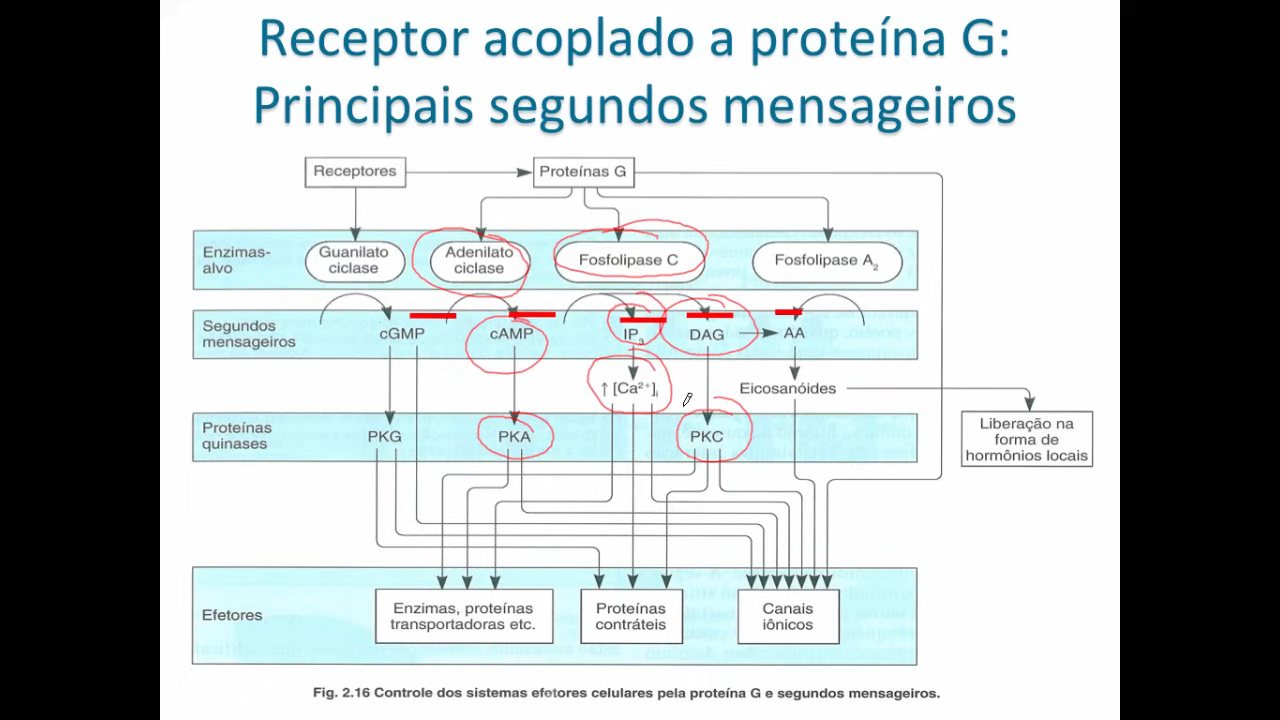 Receptor acoplado a proteína G:
Principais segundos mensageiros
Receptores
Proteínas G
Enzimas-
alvo
Guanilato
ciclase
Adenilato
ciclase
Fosfolipase C
Fosfolipase A₂
Segundos
mensageiros
cGMP
cAMP
IP₃
DAG
AA
↑ [Ca²⁺]ᵢ
Eicosanóides
Liberação na
forma de
hormônios locais
Proteínas
quinases
PKG
PKA
PKC
Efetores
Enzimas, proteínas
transportadoras etc.
Proteínas
contráteis
Canais
iônicos
Fig. 2.16 Controle dos sistemas efetores celulares pela proteína G e segundos mensageiros.